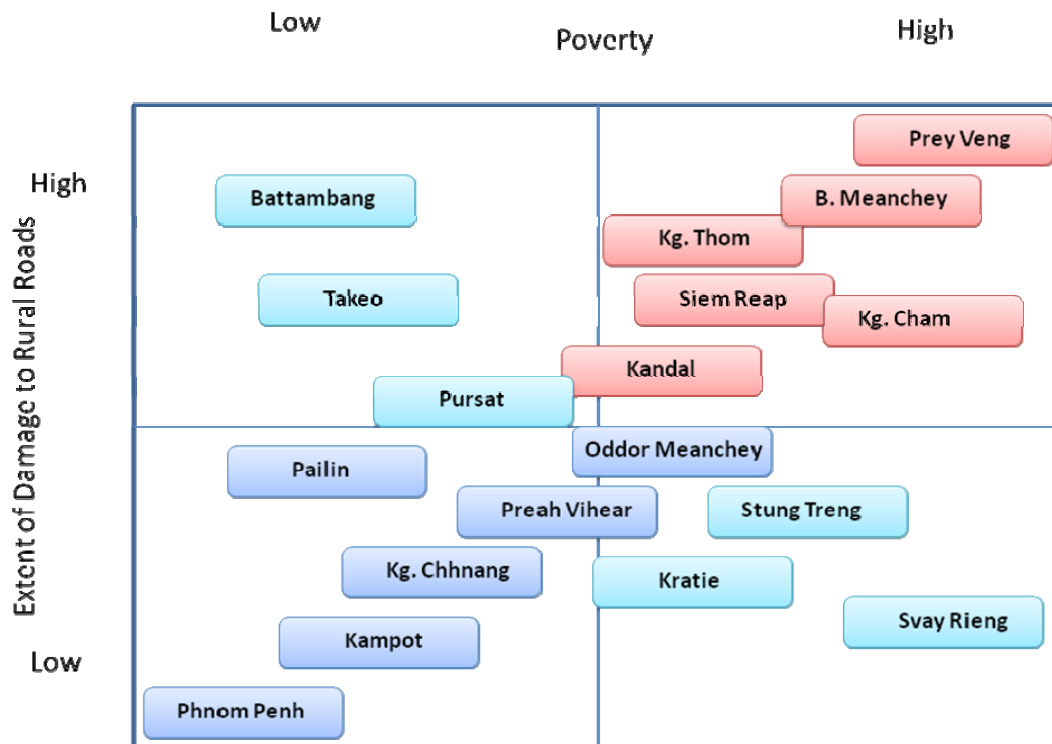 Low
Poverty
High
High
Extent of Damage to Rural Roads
Low
Prey Veng
Battambang
B. Meanchey
Kg. Thom
Takeo
Siem Reap
Kg. Cham
Kandal
Pursat
Oddor Meanchey
Pailin
Preah Vihear
Stung Treng
Kg. Chhnang
Kratie
Svay Rieng
Kampot
Phnom Penh